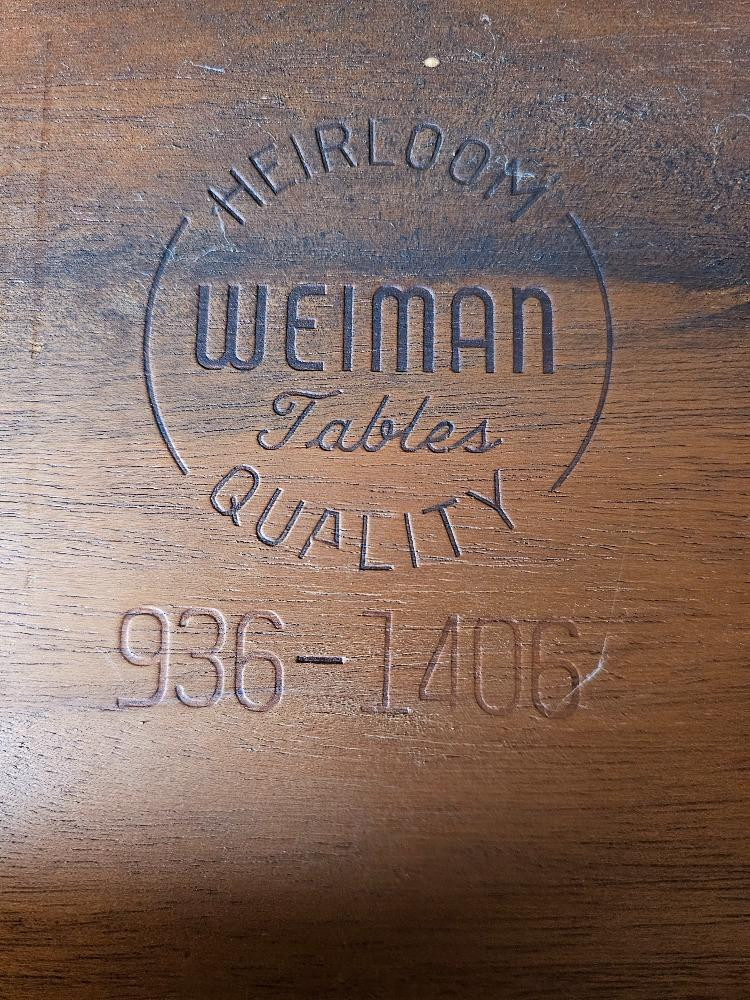 HEIRLOOM
WEIMAN
Tables
QUALITY
936-1406